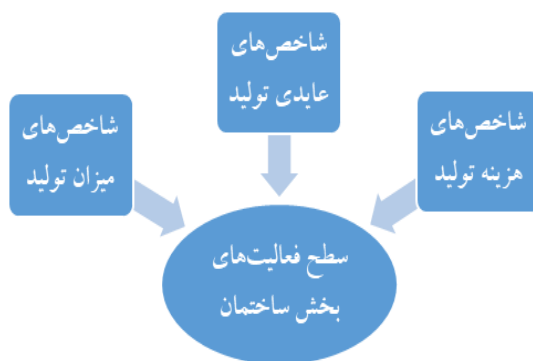 شاخص‌های
عایدی تولید
شاخص‌های
هزینه تولید
شاخص‌های
میزان تولید
سطح فعالیت‌های
بخش ساختمان